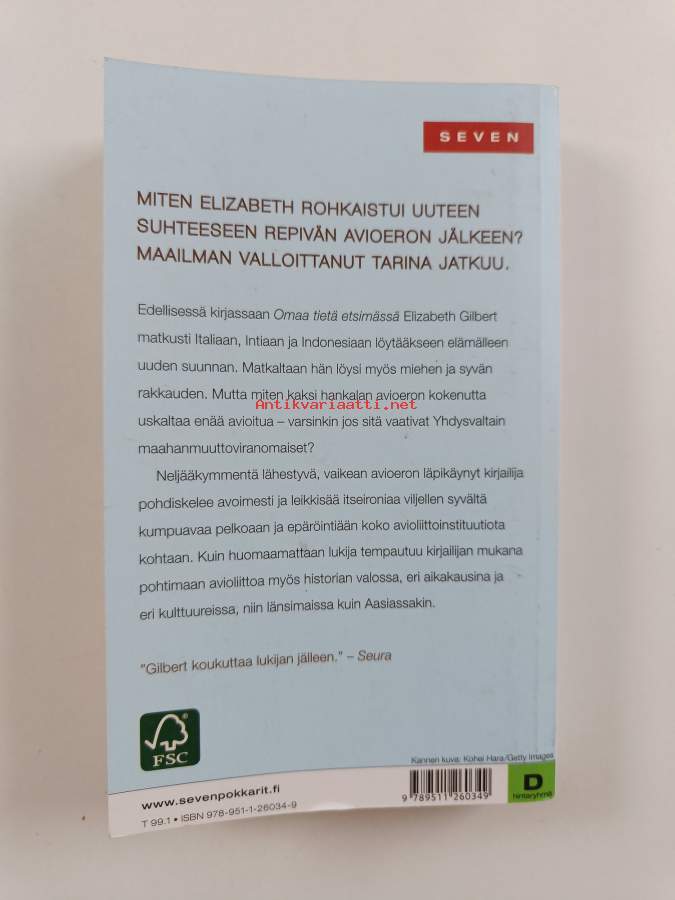 SEVEN
MITEN ELIZABETH ROHKAISTUI UUTEEN
SUHTEESEEN REPIVÄN AVIOERON JÄLKEEN?
MAAILMAN VALLOITTANUT TARINA JATKUU.
Edellisessä kirjassaan Omaa tietä etsimässä Elizabeth Gilbert
matkusti Italiaan, Intiaan ja Indonesiaan löytääkseen elämälleen
uuden suunnan. Matkaltaan hän löysi myös miehen ja syvän
rakkauden. Mutta miten kaksi hankalan avioeron kokenutta
Antikvariaatti.net
uskaltaa enää avioitua – varsinkin jos sitä vaativat Yhdysvaltain
maahanmuuttoviranomaiset?
Neljääkymmentä lähestyvä, vaikean avioeron läpikäynyt kirjailija
pohdiskelee avoimesti ja leikkisää itseironiaa viljellen syvältä
kumpuavaa pelkoaan ja epäröintiään koko avioliittoinstituutiota
kohtaan. Kuin huomaamattaan lukija tempautuu kirjailijan mukana
pohtimaan avioliittoa myös historian valossa, eri aikakausina ja
eri kulttuureissa, niin länsimaissa kuin Aasiassakin.
"Gilbert koukuttaa lukijan jälleen." – Seura
FSC
Kannen kuva: Kohei Hara/Getty Images
www.sevenpokkarit.fi
T 99.1 • ISBN 978-951-1-26034-9
9 789511 260349
D
hintaryhmä